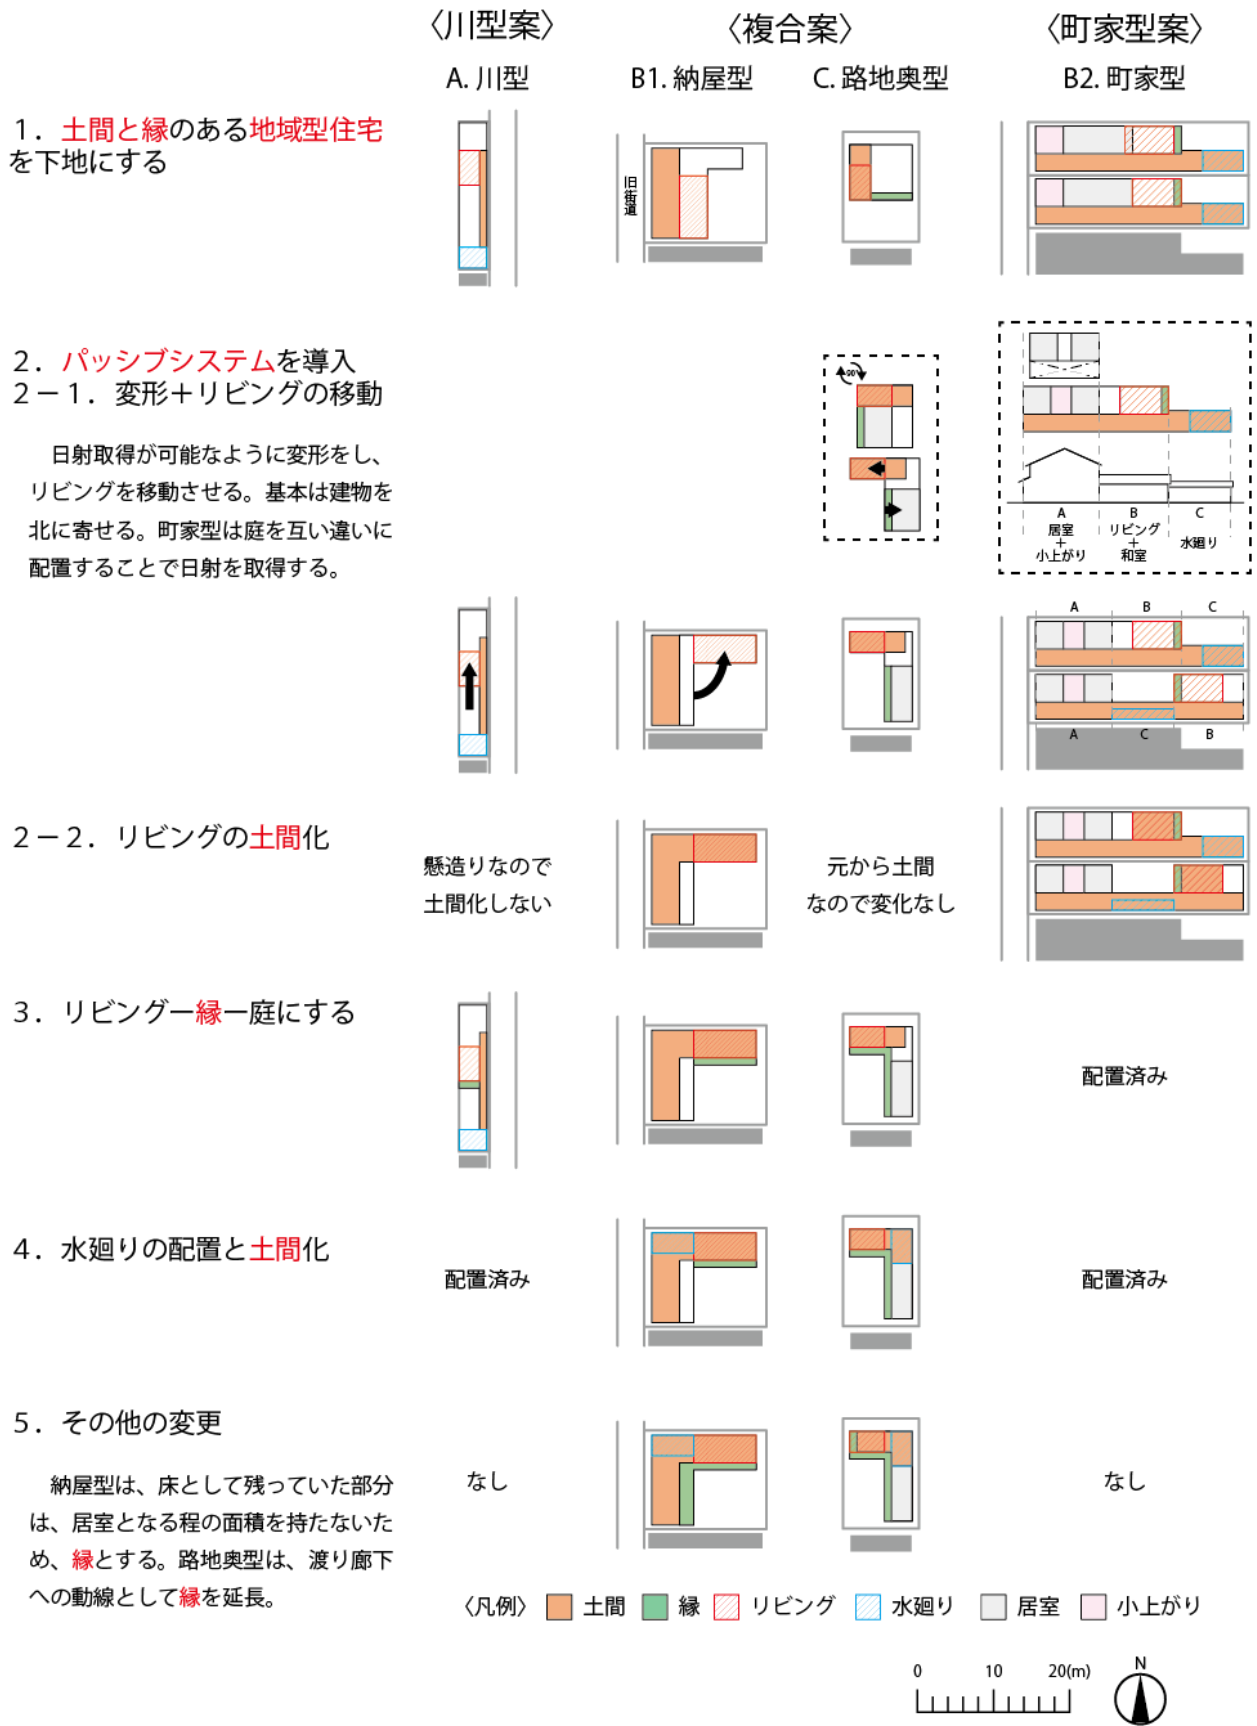 〈川型案〉
〈複合案〉
〈町家型案〉
A. 川型
B1. 納屋型
C. 路地奥型
B2. 町家型
1．土間と縁のある地域型住宅
を下地にする
旧街道
2．パッシブシステムを導入
2－1．変形＋リビングの移動
日射取得が可能なように変形をし、
リビングを移動させる。基本は建物を
北に寄せる。町家型は庭を互い違いに
配置することで日射を取得する。
90°
A
B
C
居室
＋
小上がり
リビング
＋
和室
水廻り
A
B
C
A
C
B
2－2．リビングの土間化
懸造りなので
土間化しない
元から土間
なので変化なし
3．リビングー縁ー庭にする
配置済み
4．水廻りの配置と土間化
配置済み
配置済み
5．その他の変更
納屋型は、床として残っていた部分
は、居室となる程の面積を持たないた
め、縁とする。路地奥型は、渡り廊下
への動線として縁を延長。
なし
なし
〈凡例〉 土間 縁 リビング 水廻り 居室 小上がり
0 10 20(m)
N